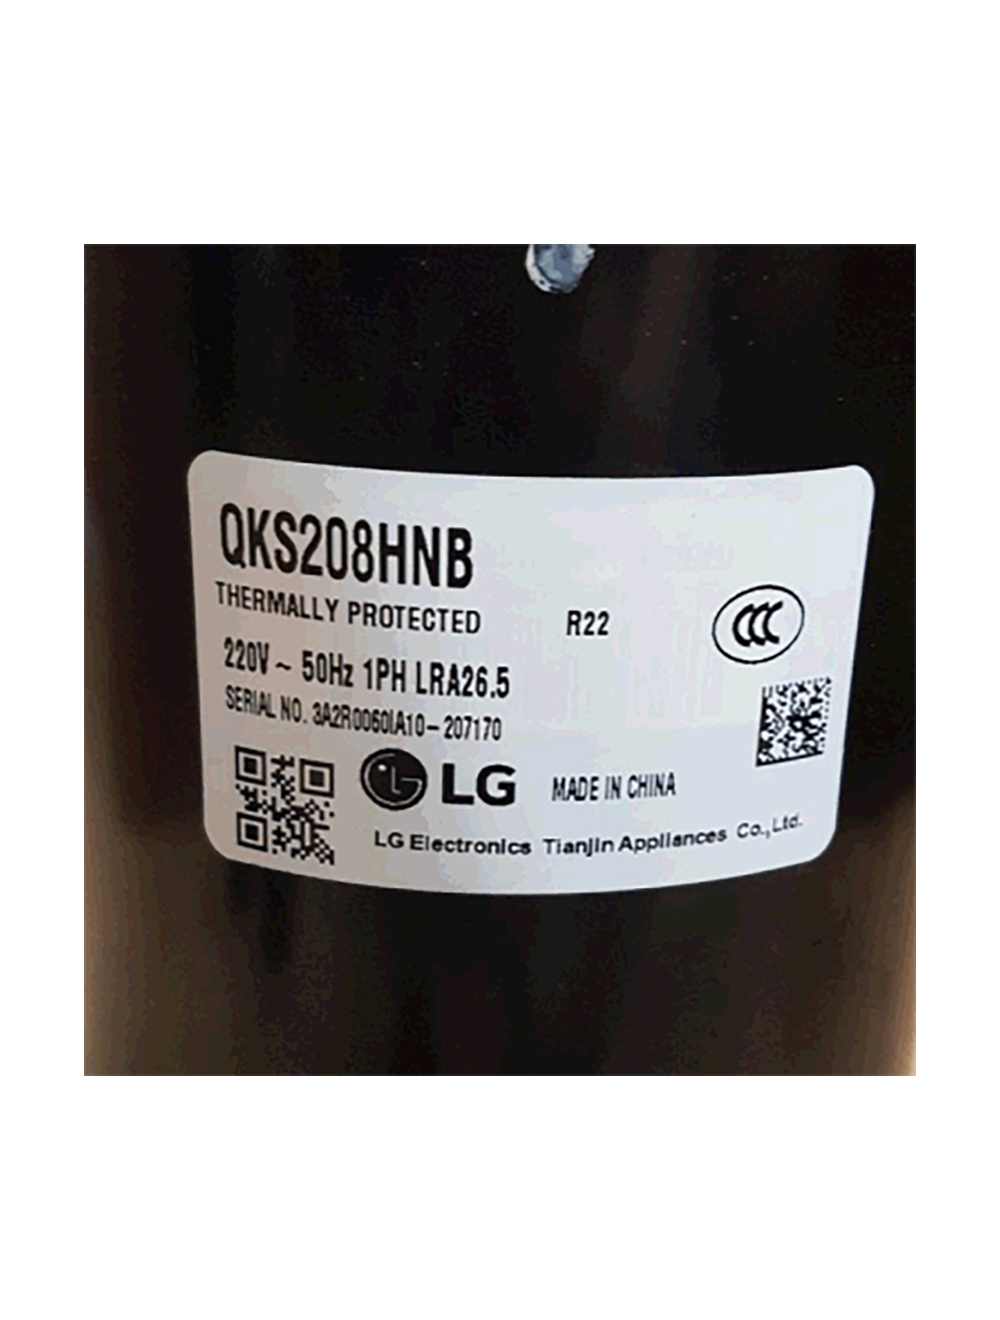 QKS208HNB
THERMALLY PROTECTED R22
220V ~ 50Hz 1PH LRA26.5
SERIAL NO. 3A2R0060IA10-207170
LG MADE IN CHINA
LG Electronics Tianjin Appliances Co.,Ltd.
CCC